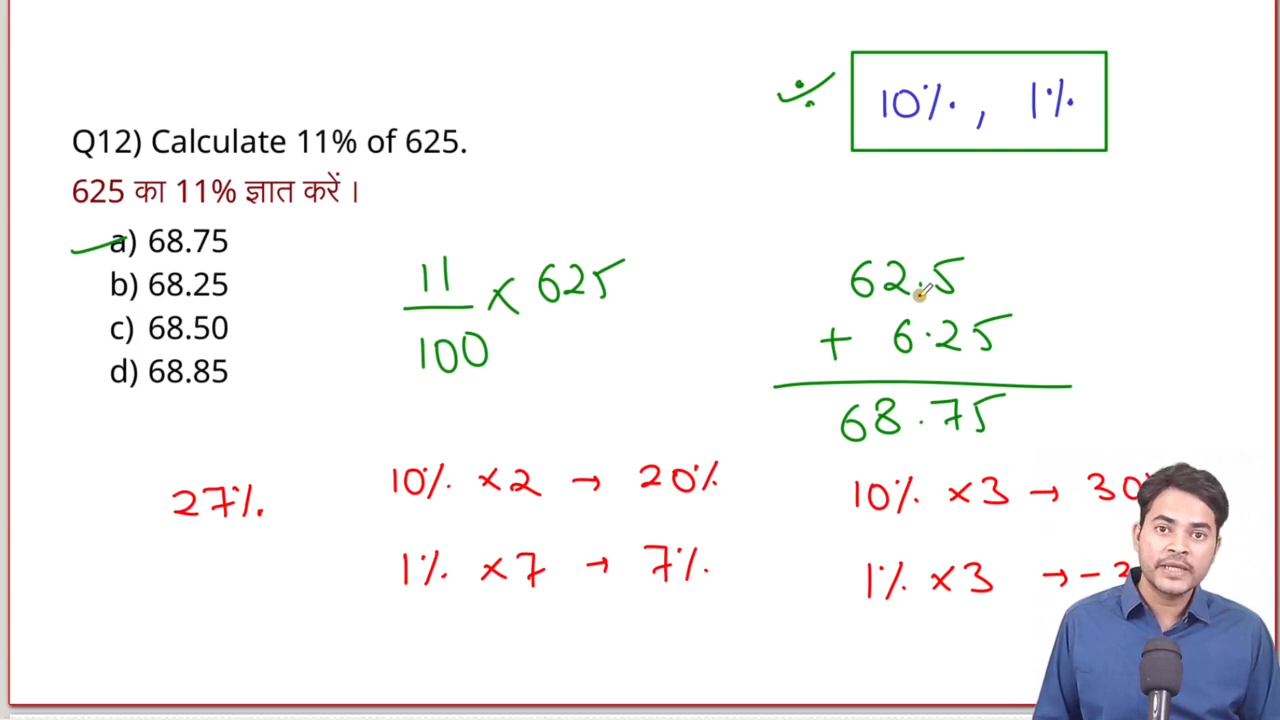 10%, 1%
Q12) Calculate 11% of 625.
625 का 11% ज्ञात करें ।
a) 68.75
b) 68.25
c) 68.50
d) 68.85
11
100
× 625
62.5
+ 6.25
68.75
27%.
10% ×2 → 20%
1% ×7 → 7%.
10% ×3 → 30
1% ×3 → -3